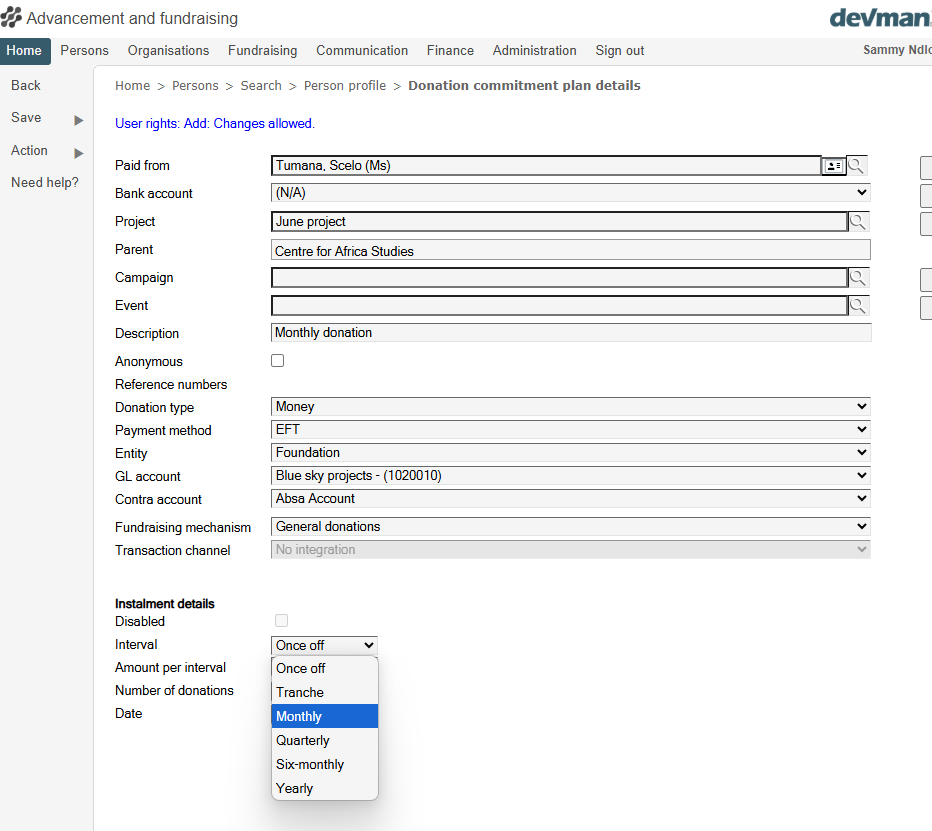 Advancement and fundraising
devman
Home Persons Organisations Fundraising Communication Finance Administration Sign out Sammy
Back
Save
Action
Need help?
Home > Persons > Search > Person profile > Donation commitment plan details
User rights: Add: Changes allowed.
Paid from Tumana, Scelo (Ms)
Bank account (N/A)
Project June project
Parent Centre for Africa Studies
Campaign
Event
Description Monthly donation
Anonymous
Reference numbers
Donation type Money
Payment method EFT
Entity Foundation
GL account Blue sky projects - (1020010)
Contra account Absa Account
Fundraising mechanism General donations
Transaction channel No integration
Instalment details
Disabled
Interval Once off
Amount per interval
Number of donations
Date
Once off
Tranche
Monthly
Quarterly
Six-monthly
Yearly